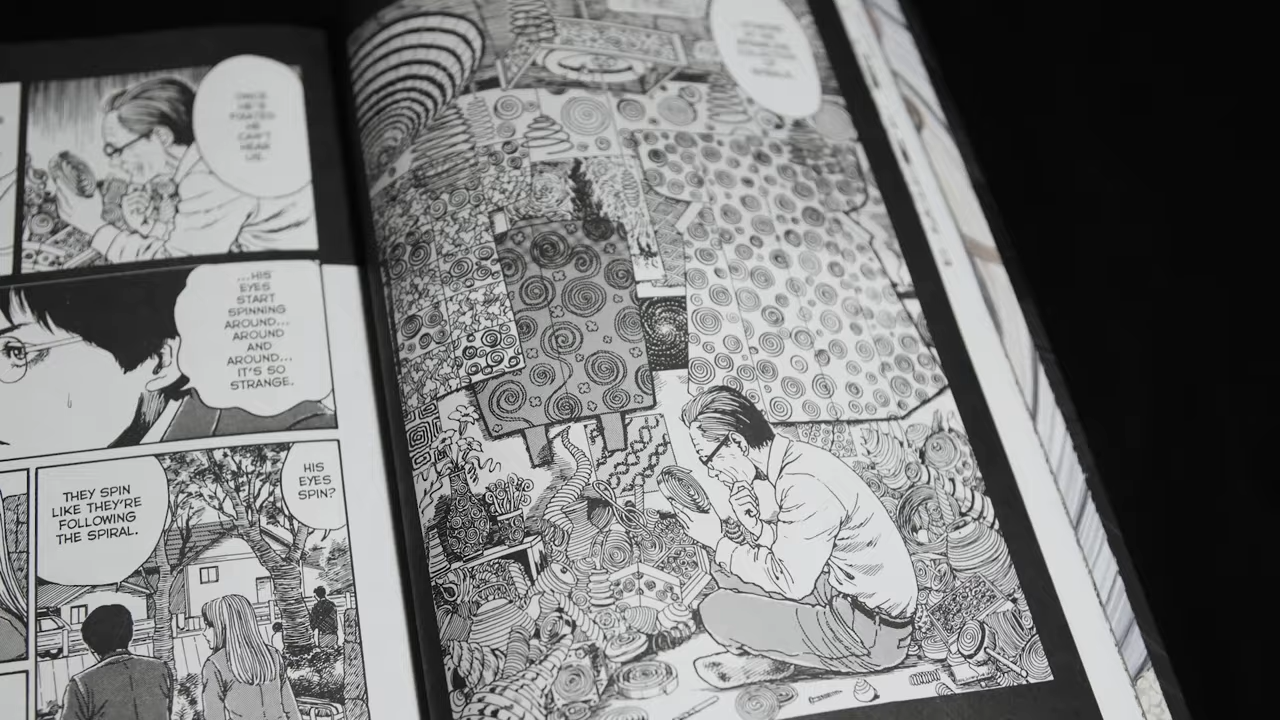 ONCE
HE'S
FIXATED
HE
CAN'T
HEAR
US.
...HIS
EYES
START
SPINNING
AROUND...
AROUND
AND
AROUND...
IT'S SO
STRANGE.
HIS
EYES
SPIN?
THEY SPIN
LIKE THEY'RE
FOLLOWING
THE SPIRAL.